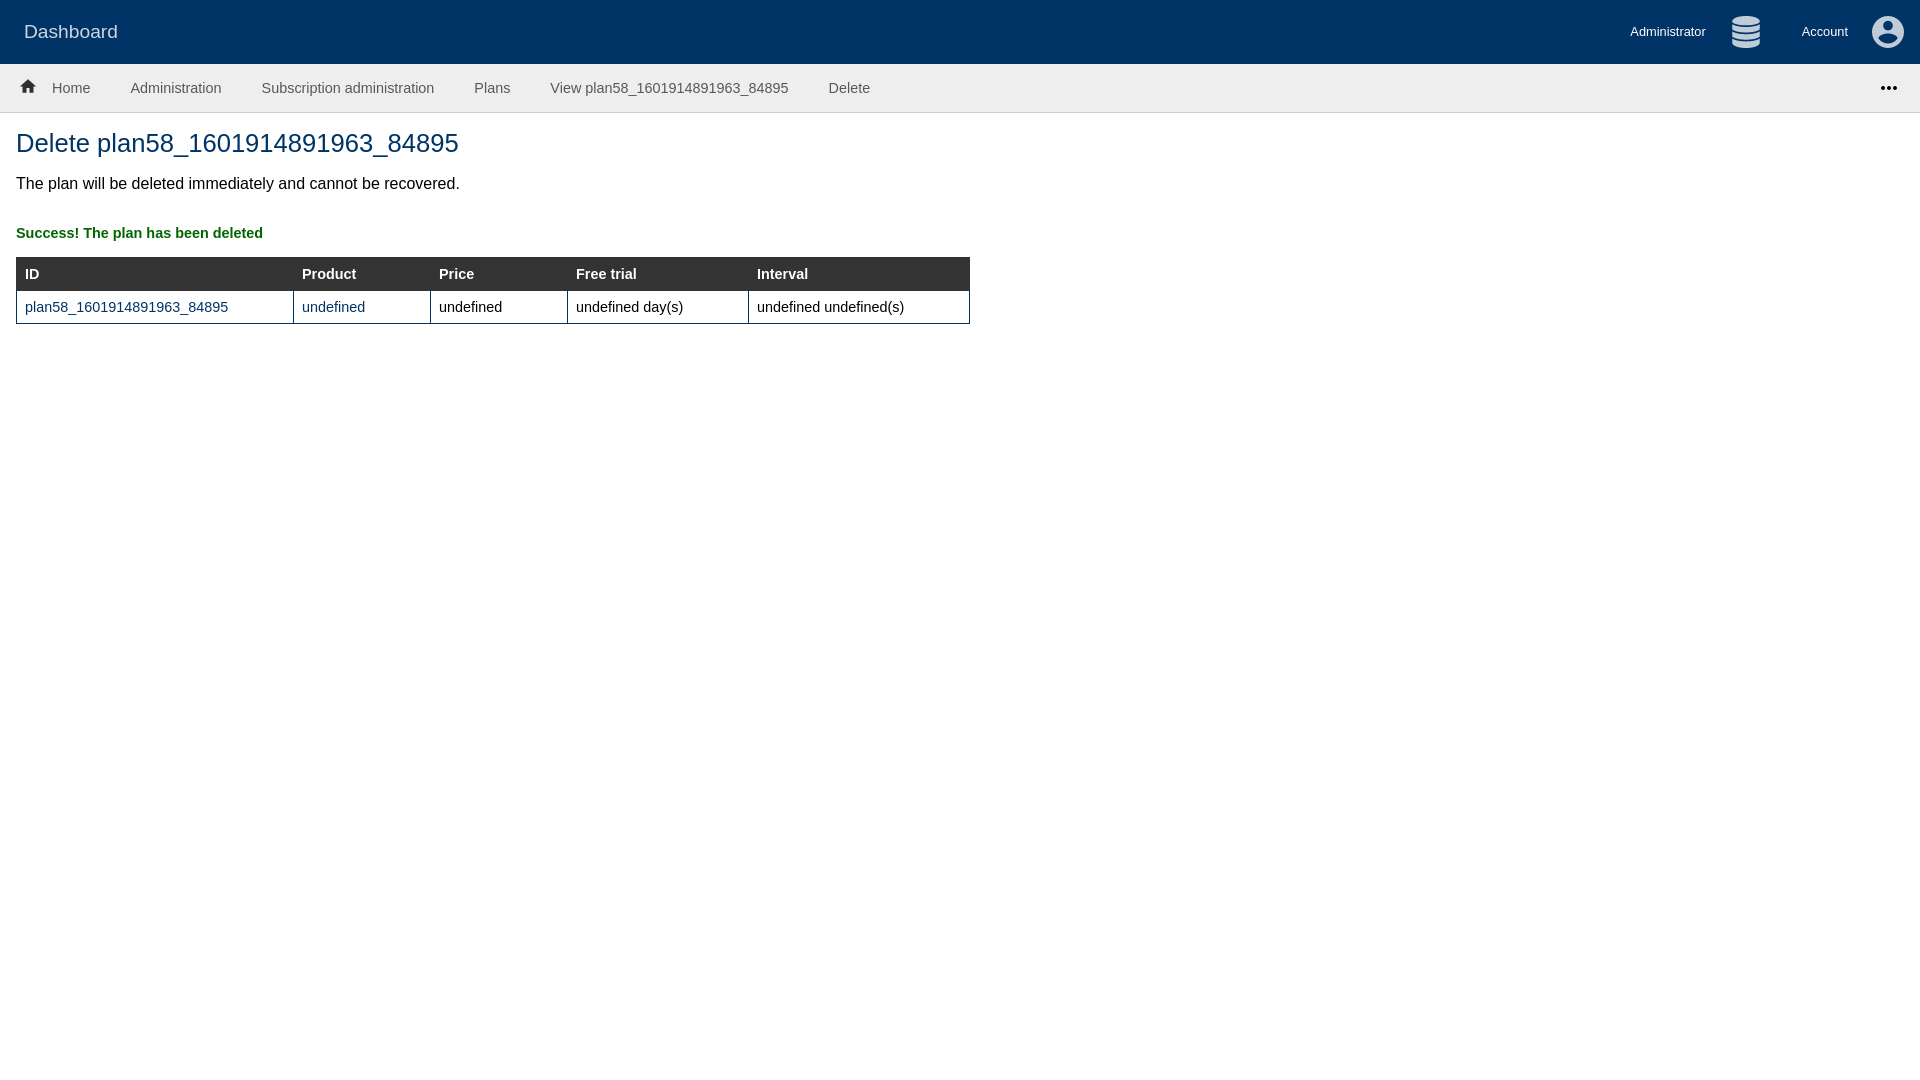 Dashboard
Administrator
Account
Home
Administration
Subscription administration
Plans
View plan58_1601914891963_84895
Delete
Delete plan58_1601914891963_84895
The plan will be deleted immediately and cannot be recovered.
Success! The plan has been deleted
ID Product Price Free trial Interval
plan58_1601914891963_84895 undefined undefined undefined day(s) undefined undefined(s)